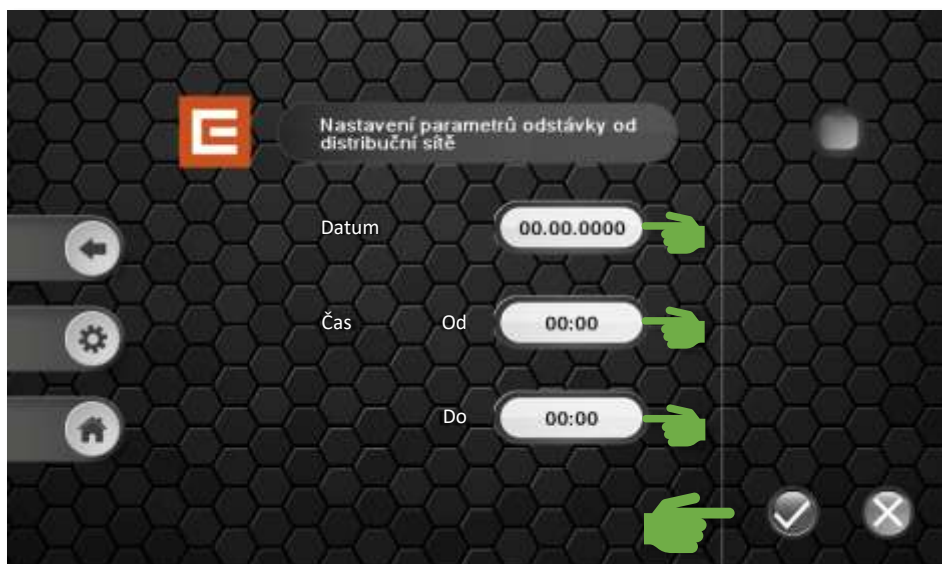 Nastavení parametrů odstávky od
distribuční sítě
Datum 00.00.0000
Čas Od 00:00
Do 00:00